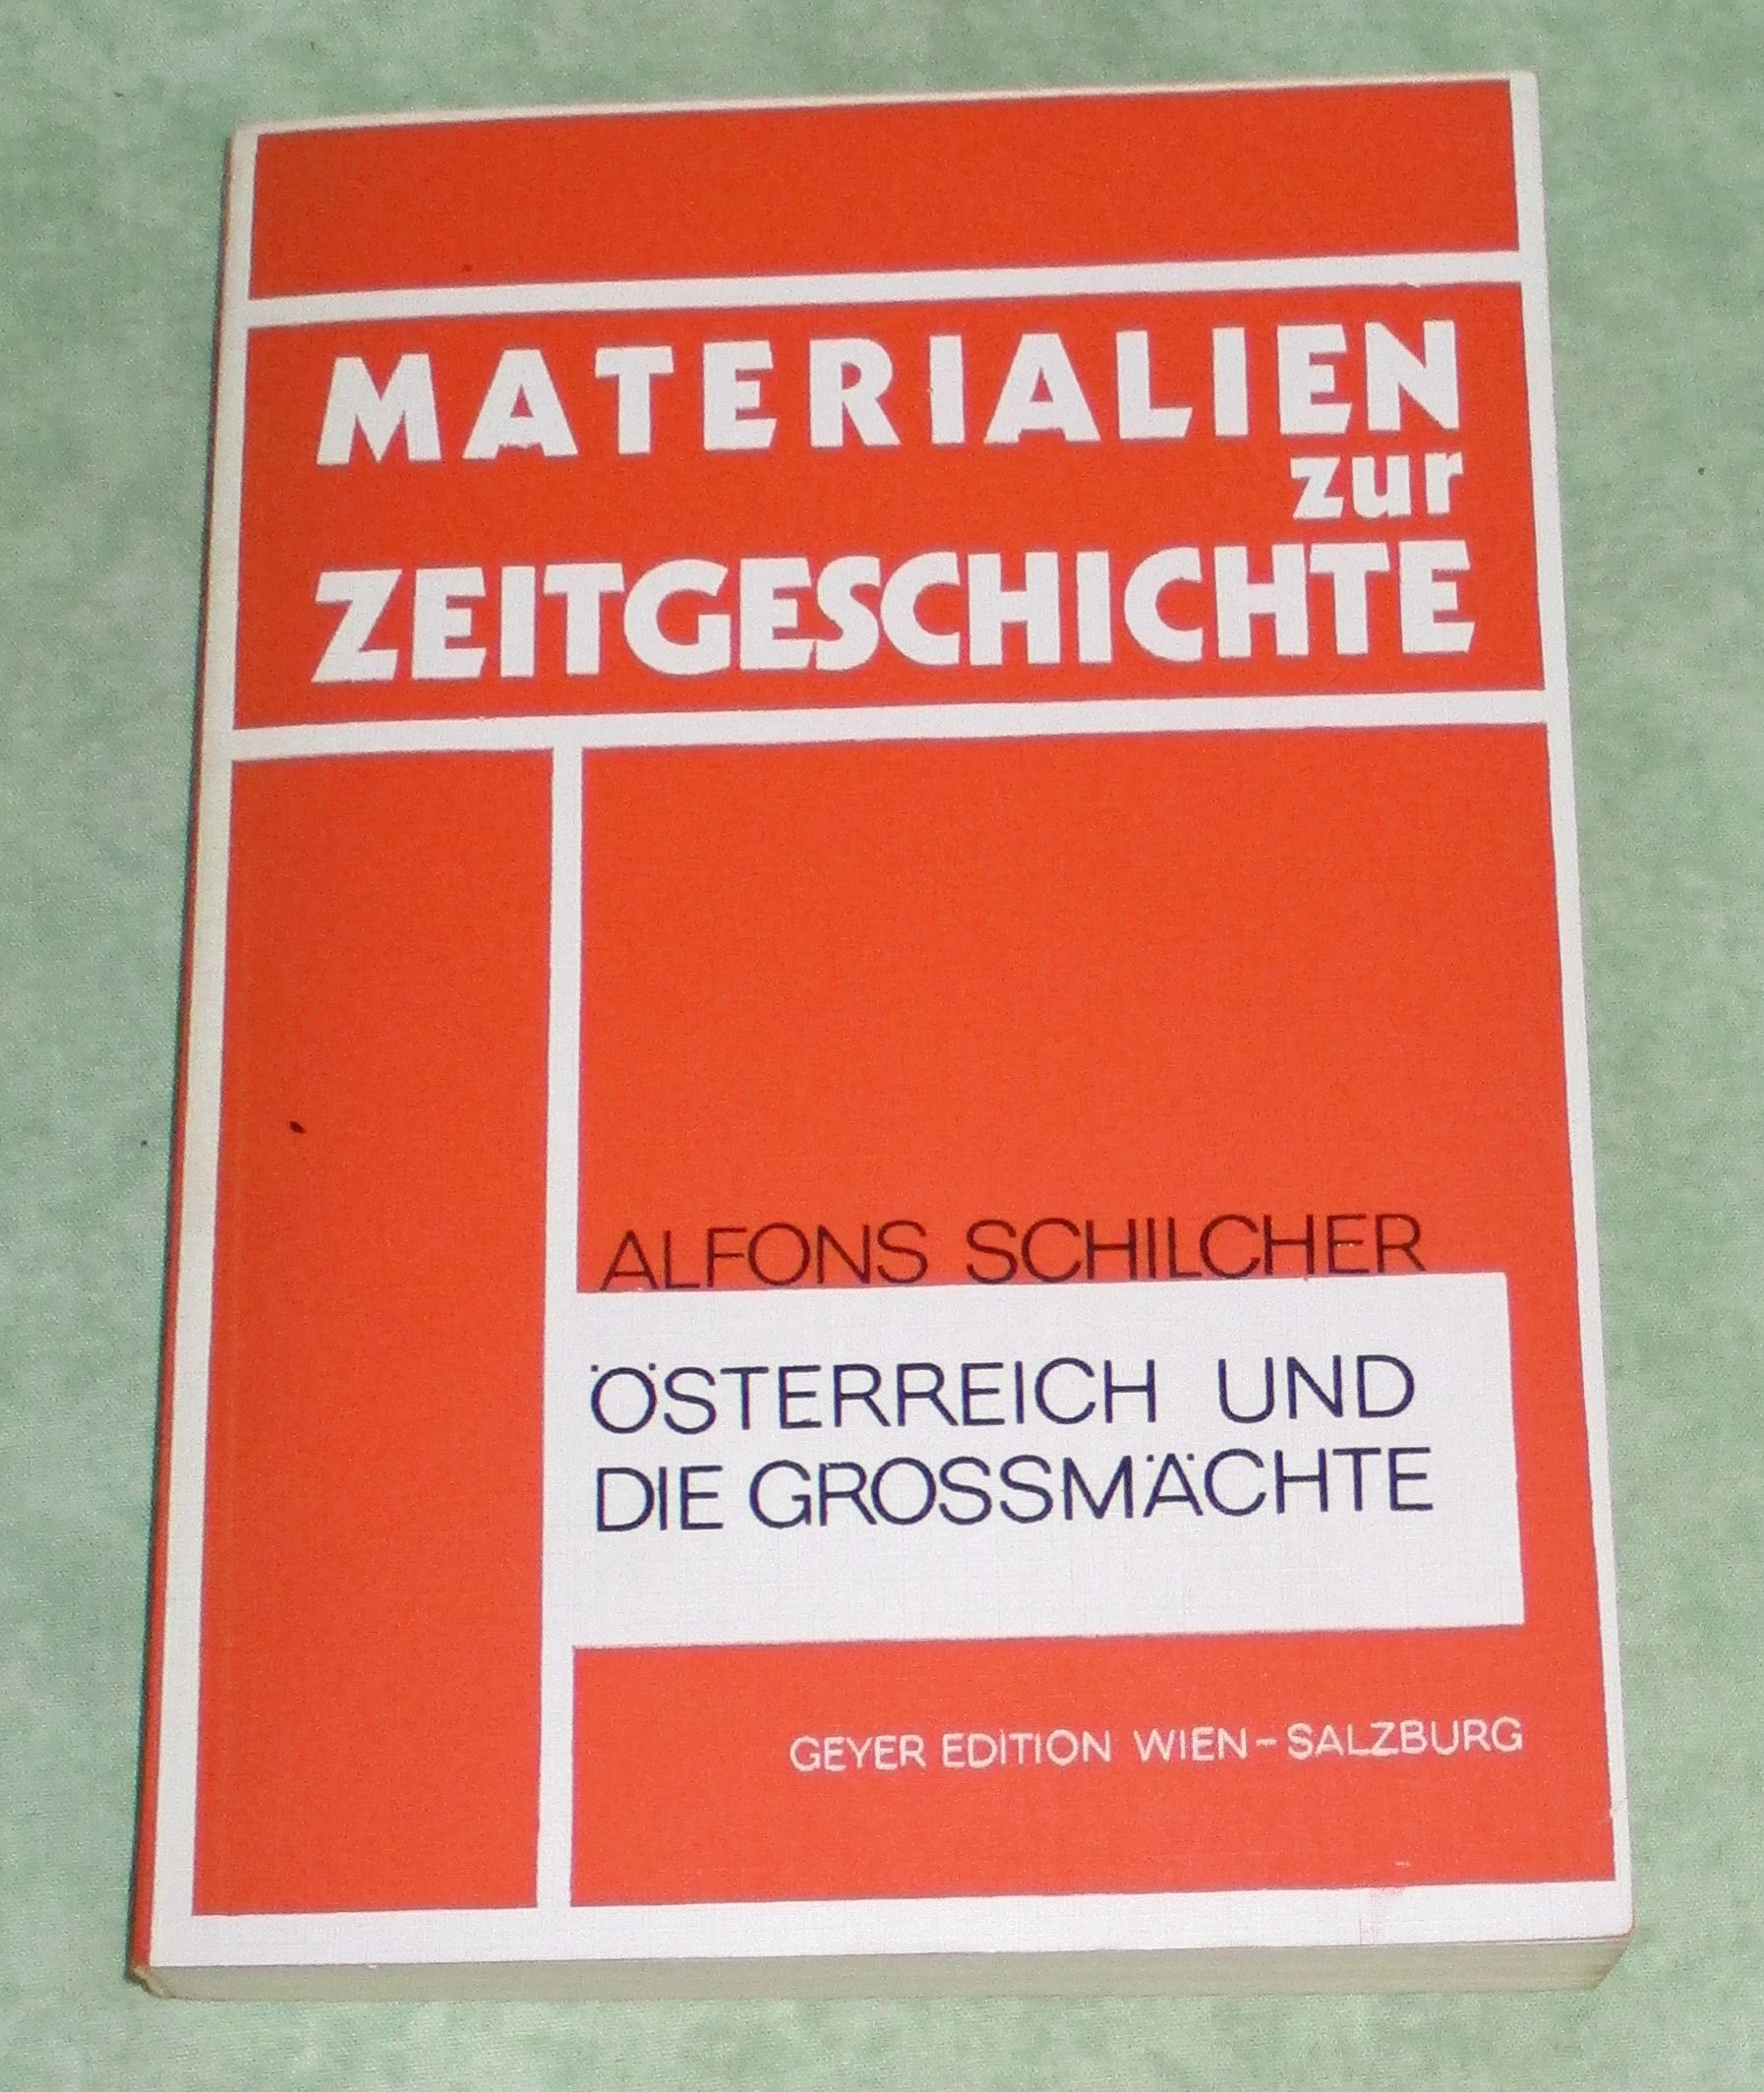 MATERIALIEN
zur
ZEITGESCHICHTE
ALFONS SCHILCHER
ÖSTERREICH UND
DIE GROSSMÄCHTE
GEYER EDITION WIEN-SALZBURG